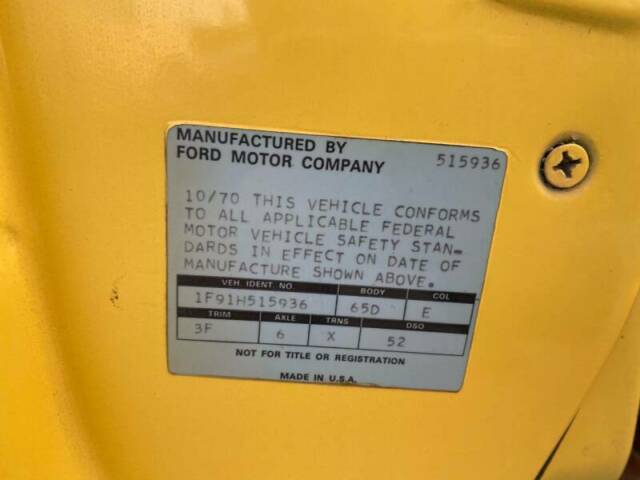 MANUFACTURED BY
FORD MOTOR COMPANY 515936
10/70 THIS VEHICLE CONFORMS
TO ALL APPLICABLE FEDERAL
MOTOR VEHICLE SAFETY STAN-
DARDS IN EFFECT ON DATE OF
MANUFACTURE SHOWN ABOVE.
VEH. IDENT. NO. BODY COL
1F91H515936 65D E
TRIM AXLE TRNS DSO
3F 6 X 52
NOT FOR TITLE OR REGISTRATION
MADE IN U.S.A.